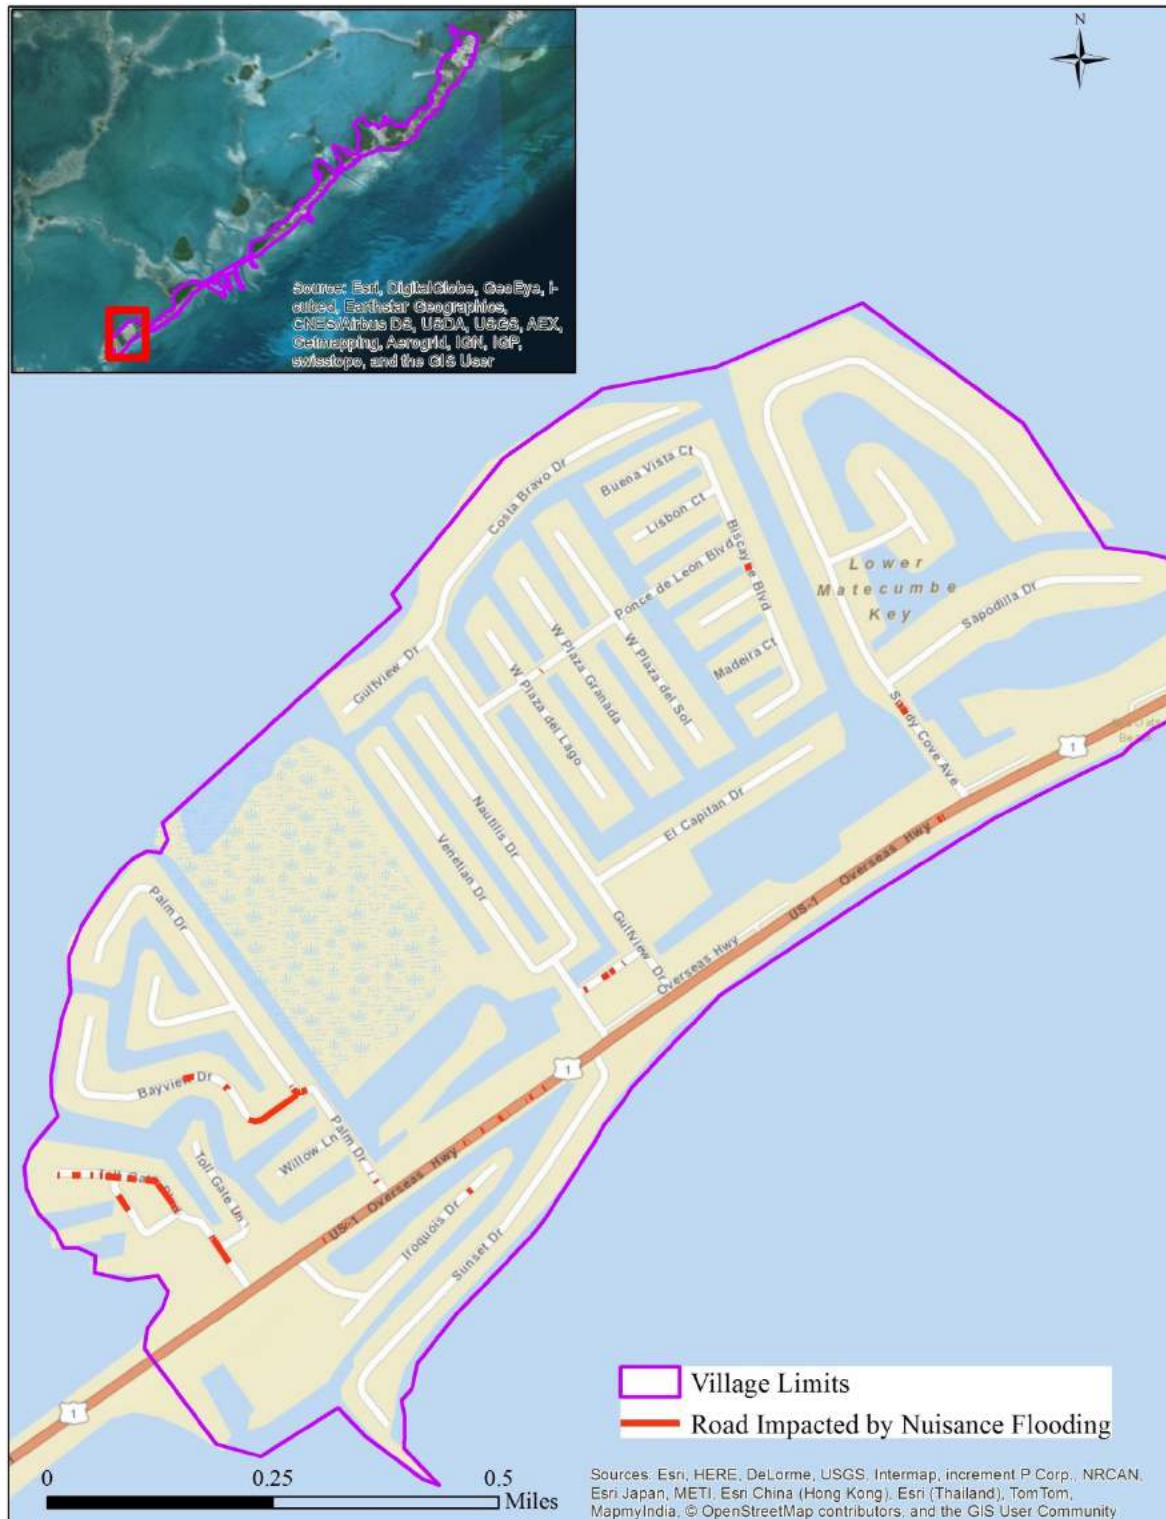 N
Source: Esri, DigitalGlobe, GeoEye, i-
cubed, Earthstar Geographics,
CNES/Airbus DS, USDA, USGS, AEX,
Getmapping, Aerogrid, IGN, IGP,
swisstopo, and the GIS User
Costa Bravo Dr
Buena Vista Ct
Lisbon Ct
Biscayne Blvd
Ponce de Leon Blvd
Lower
Matecumbe
Key
Sapodilla Dr
Gulfview Dr
W Plaza Granada
W Plaza del Sol
Madeira Ct
W Plaza del Lago
Sandy Cove Ave
1
El Capitan Dr
Nautilis Dr
Venetian Dr
US-1 Overseas Hwy
Palm Dr
Gulfview Dr
Overseas Hwy
1
Bayview Dr
Palm Dr
Willow Ln
Toll Gate Ln
Toll Gate Blvd
US-1 Overseas Hwy
Iroquois Dr
Sunset Dr
1
Village Limits
Road Impacted by Nuisance Flooding
0 0.25 0.5
Miles
Sources: Esri, HERE, DeLorme, USGS, Intermap, increment P Corp., NRCAN,
Esri Japan, METI, Esri China (Hong Kong), Esri (Thailand), TomTom,
MapmyIndia, © OpenStreetMap contributors, and the GIS User Community